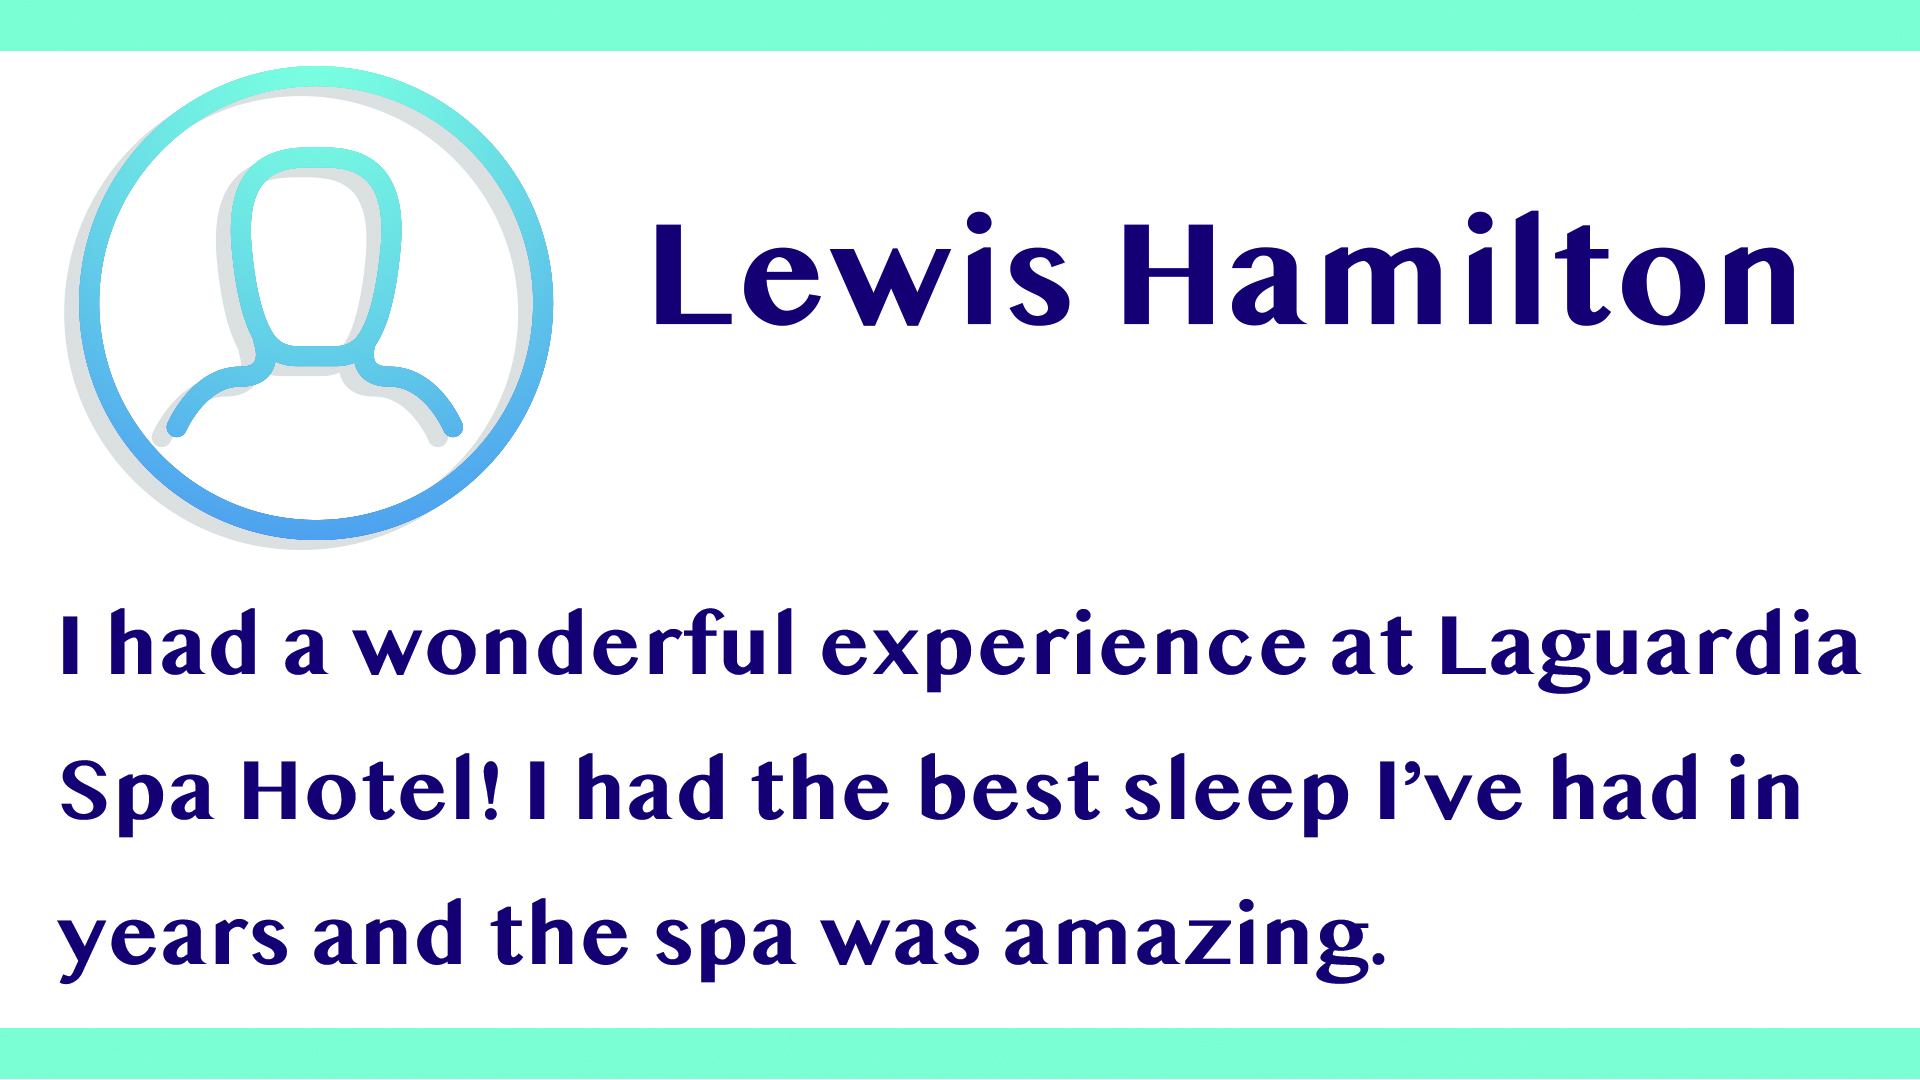 Lewis Hamilton
I had a wonderful experience at Laguardia
Spa Hotel! I had the best sleep I’ve had in
years and the spa was amazing.